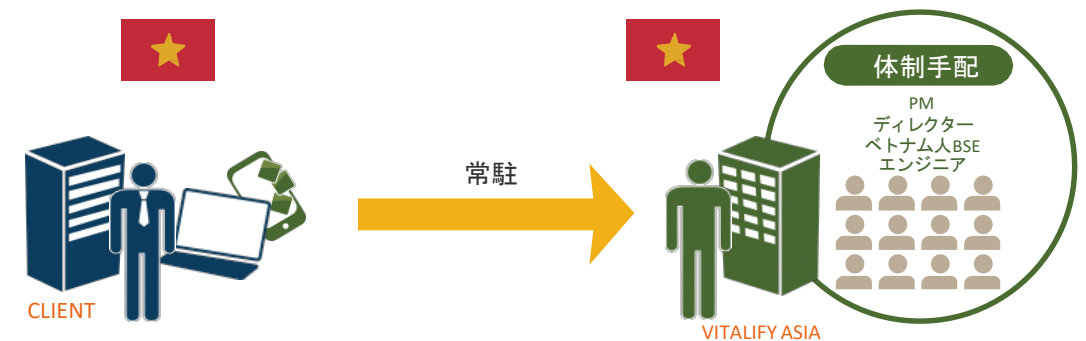 体制手配
PM
ディレクター
ベトナム人BSE
エンジニア
常駐
CLIENT
VITALIFY ASIA